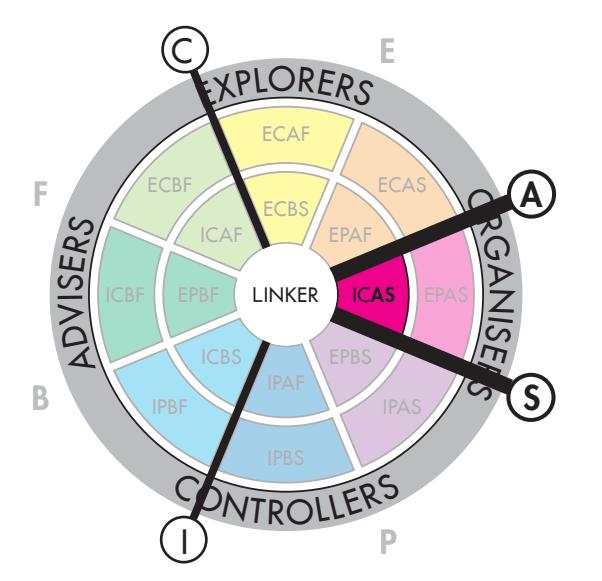 C
E
EXPLORERS
ECAF
ECBF
ECAS
F
A
ECBS
ICAF
EPAF
ORGANISERS
ADVISERS
ICBF
EPBF
LINKER
ICAS
EPAS
ICBS
EPBS
IPAF
B
S
IPBF
IPAS
IPBS
CONTROLLERS
I
P